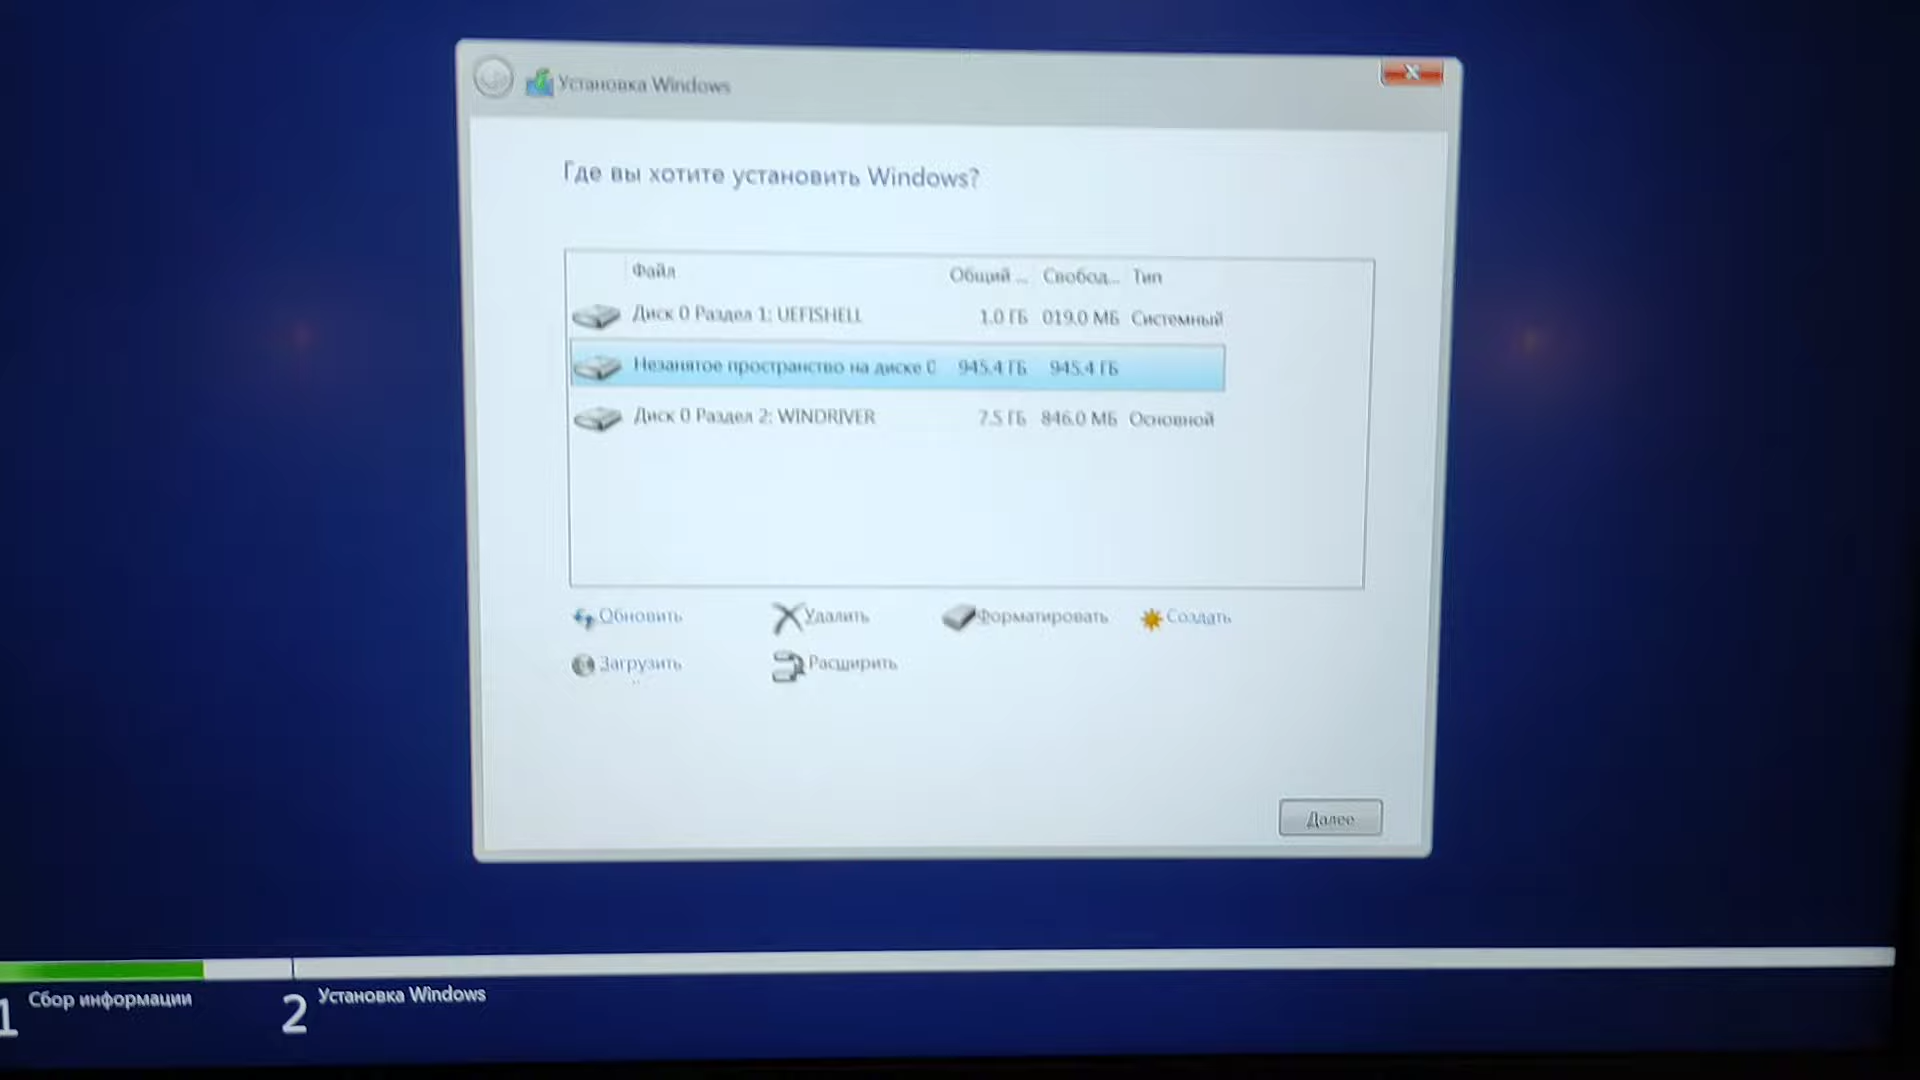 Установка Windows
Где вы хотите установить Windows?
Файл Общий ... Свобод... Тип
Диск 0 Раздел 1: UEFISHELL 1.0 ГБ 019.0 МБ Системный
Незанятое пространство на диске 0 945.4 ГБ 945.4 ГБ
Диск 0 Раздел 2: WINDRIVER 7.5 ГБ 846.0 МБ Основной
Обновить Удалить Форматировать Создать
Загрузить Расширить
Далее
1 Сбор информации 2 Установка Windows